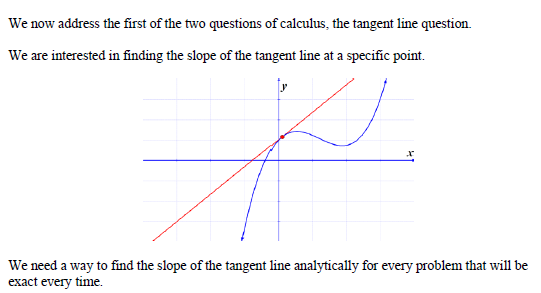 We now address the first of the two questions of calculus, the tangent line question.
We are interested in finding the slope of the tangent line at a specific point.
y
x
We need a way to find the slope of the tangent line analytically for every problem that will be
exact every time.